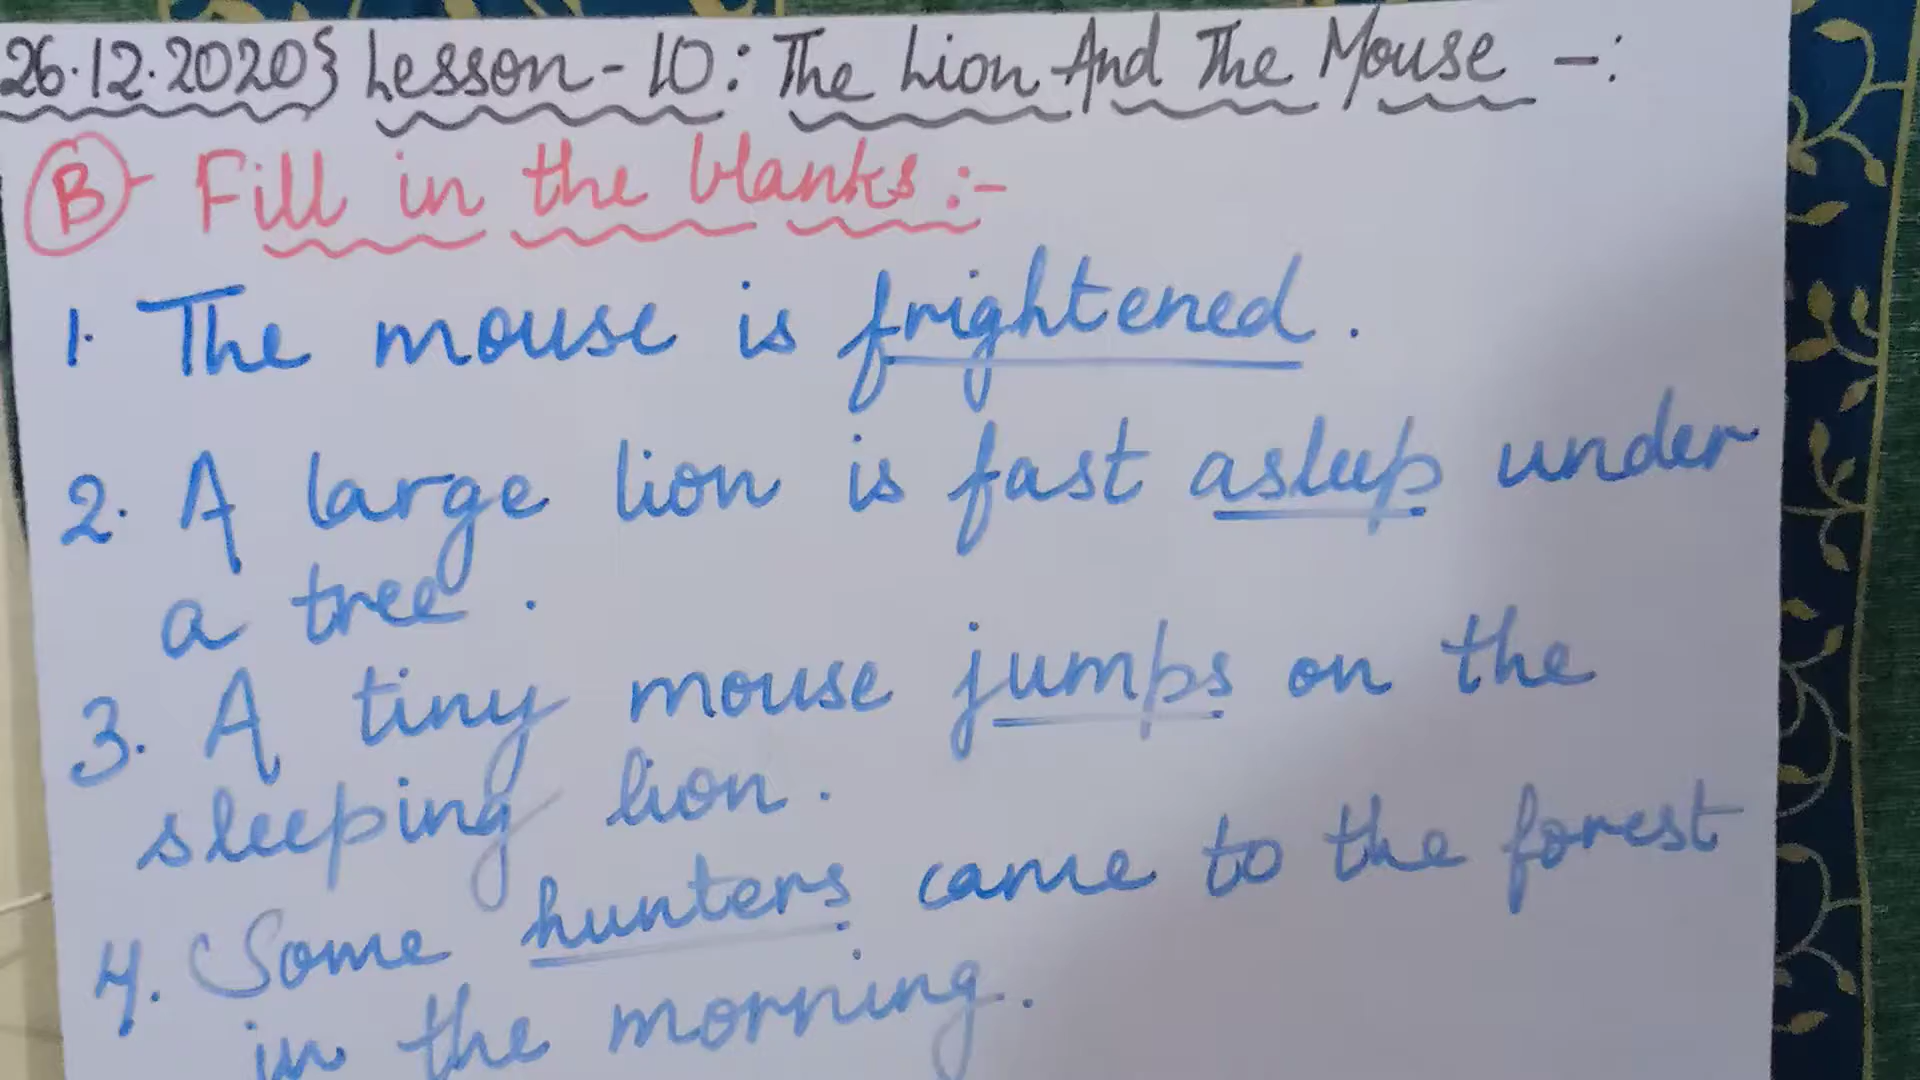 26.12.2020} Lesson-10: The Lion And The Mouse -:
B- Fill in the blanks :-
1. The mouse is frightened.
2. A large lion is fast asleep under
a tree.
3. A tiny mouse jumps on the
sleeping lion.
4. Some hunters came to the forest
in the morning.